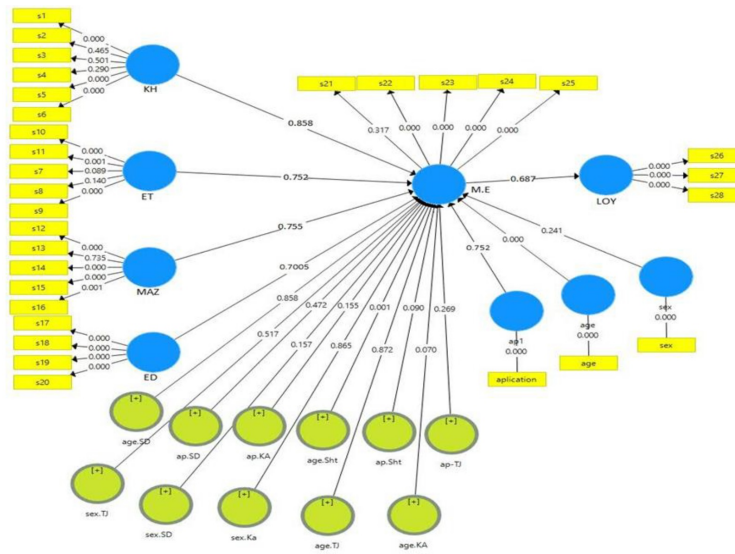 s1
s2
s3
s4
s5
s6
0.000
0.465
0.501
0.290
0.000
0.000
KH
s10
s11
s7
s8
s9
0.000
0.001
0.089
0.140
0.000
ET
s12
s13
s14
s15
s16
0.000
0.735
0.000
0.000
0.001
MAZ
s17
s18
s19
s20
0.000
0.000
0.000
0.000
ED
0.858
0.752
0.755
0.7005
s21
s22
s23
s24
s25
0.317
0.000
0.000
0.000
0.000
M.E
0.687
LOY
0.000
0.000
0.000
s26
s27
s28
0.752
0.000
0.241
ag1
0.000
aplication
age
0.000
age
sex
0.000
sex
0.858
0.472
0.155
0.001
0.090
0.269
0.517
0.157
0.865
0.872
0.070
[+]
age.SD
[+]
ap.SD
[+]
ap.KA
[+]
age.Sht
[+]
ap.Sht
[+]
ap-TJ
[+]
sex.TJ
[+]
sex.SD
[+]
sex.Ka
[+]
age.TJ
[+]
age.KA